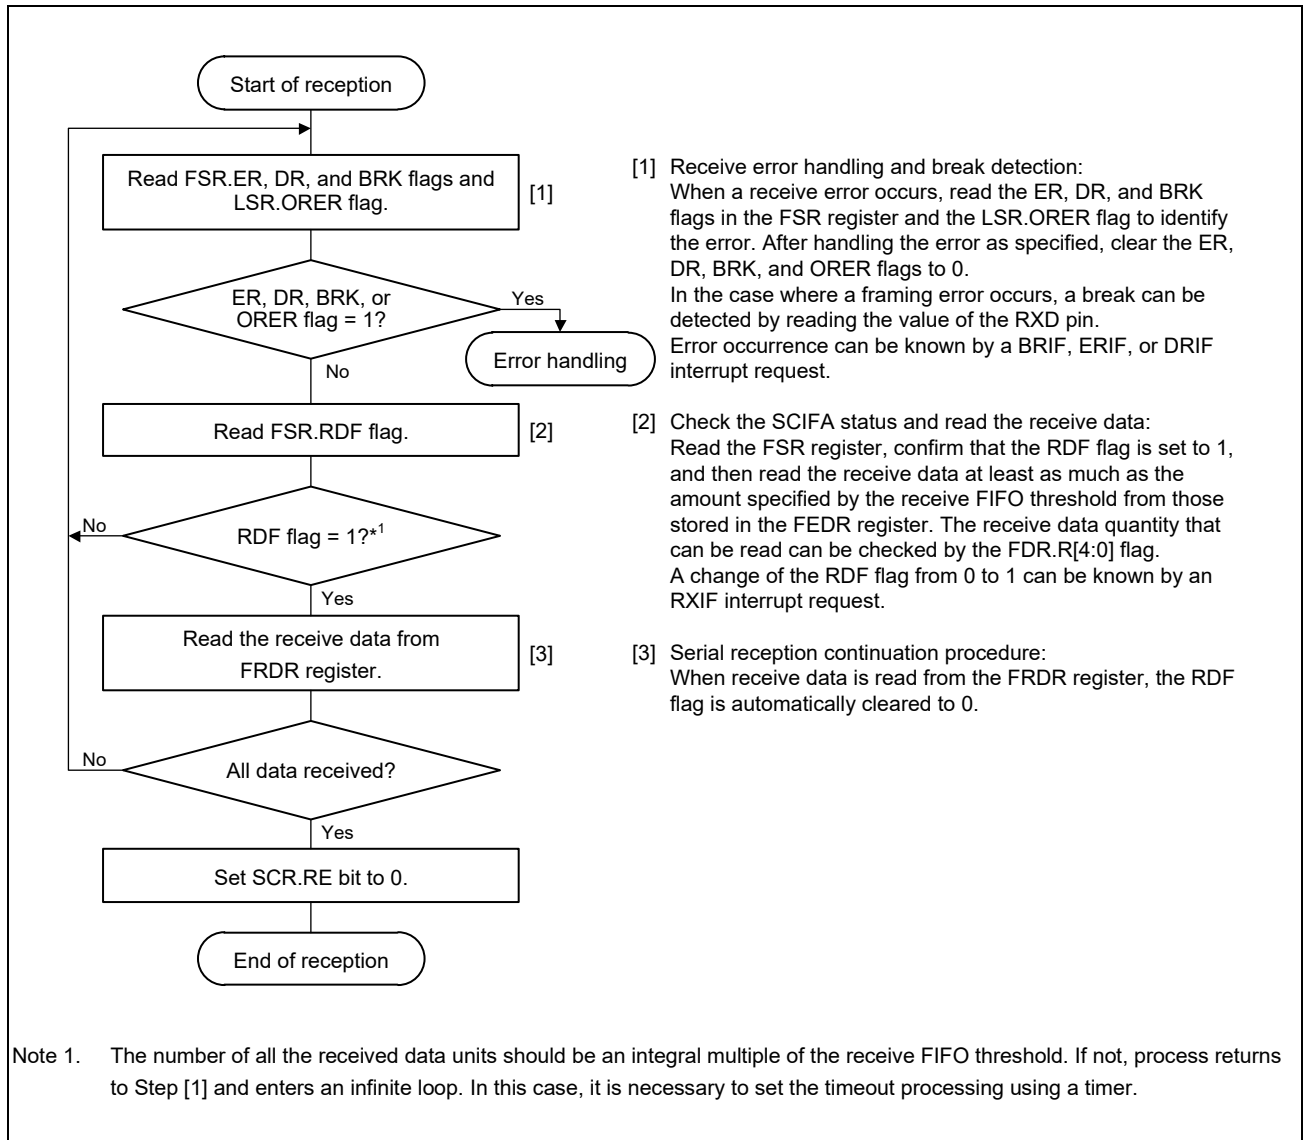 Start of reception
Read FSR.ER, DR, and BRK flags and
LSR.ORER flag.
[1]
ER, DR, BRK, or
ORER flag = 1?
Yes
Error handling
No
Read FSR.RDF flag.
[2]
No
RDF flag = 1?*1
Yes
Read the receive data from
FRDR register.
[3]
No
All data received?
Yes
Set SCR.RE bit to 0.
End of reception
[1] Receive error handling and break detection:
When a receive error occurs, read the ER, DR, and BRK
flags in the FSR register and the LSR.ORER flag to identify
the error. After handling the error as specified, clear the ER,
DR, BRK, and ORER flags to 0.
In the case where a framing error occurs, a break can be
detected by reading the value of the RXD pin.
Error occurrence can be known by a BRIF, ERIF, or DRIF
interrupt request.
[2] Check the SCIFA status and read the receive data:
Read the FSR register, confirm that the RDF flag is set to 1,
and then read the receive data at least as much as the
amount specified by the receive FIFO threshold from those
stored in the FEDR register. The receive data quantity that
can be read can be checked by the FDR.R[4:0] flag.
A change of the RDF flag from 0 to 1 can be known by an
RXIF interrupt request.
[3] Serial reception continuation procedure:
When receive data is read from the FRDR register, the RDF
flag is automatically cleared to 0.
Note 1. The number of all the received data units should be an integral multiple of the receive FIFO threshold. If not, process returns
to Step [1] and enters an infinite loop. In this case, it is necessary to set the timeout processing using a timer.